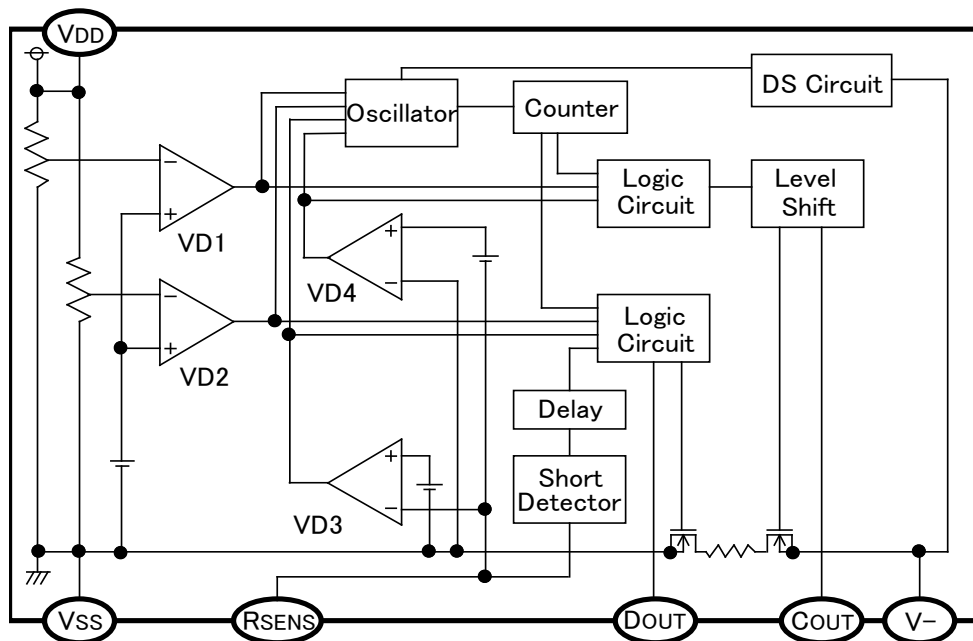 VDD
DS Circuit
Oscillator
Counter
Logic
Circuit
Level
Shift
−
+
VD1
+
−
VD4
−
+
VD2
Logic
Circuit
Delay
+
−
VD3
Short
Detector
VSS
RSENS
DOUT
COUT
V−